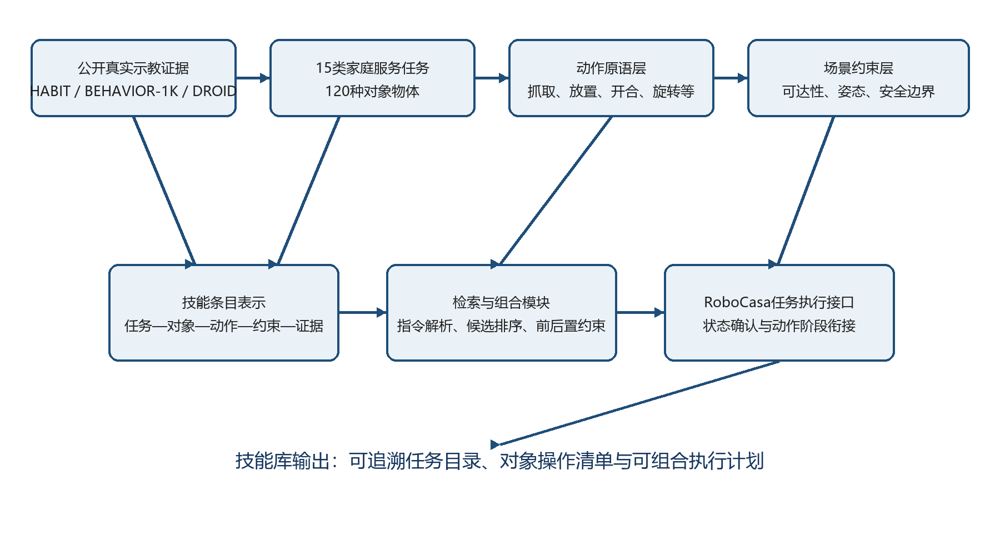 公开真实示教证据
HABIT / BEHAVIOR-1K / DROID
15类家庭服务任务
120种对象物体
动作原语层
抓取、放置、开合、旋转等
场景约束层
可达性、姿态、安全边界
技能条目表示
任务—对象—动作—约束—证据
检索与组合模块
指令解析、候选排序、前后置约束
RoboCasa任务执行接口
状态确认与动作阶段衔接
技能库输出：可追溯任务目录、对象操作清单与可组合执行计划